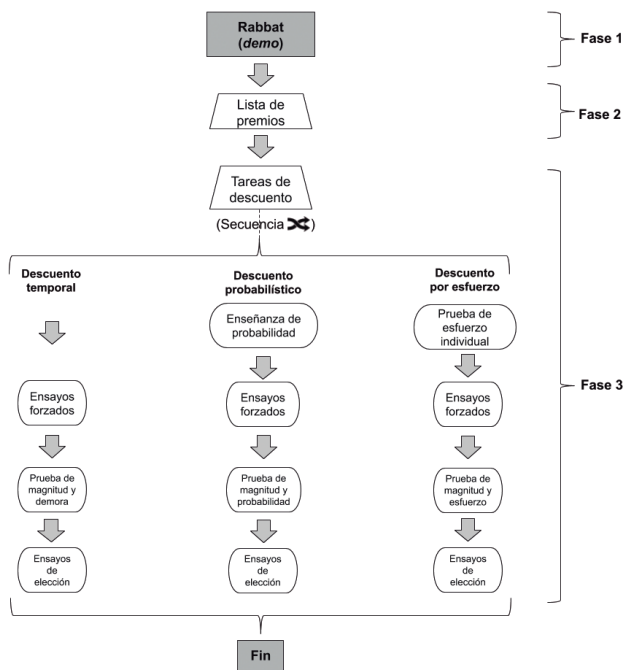 Rabbat
(demo)
Fase 1
Lista de
premios
Fase 2
Tareas de
descuento
(Secuencia )
Descuento
temporal
Descuento
probabilístico
Descuento
por esfuerzo
Enseñanza de
probabilidad
Prueba de
esfuerzo
individual
Fase 3
Ensayos
forzados
Ensayos
forzados
Ensayos
forzados
Prueba de
magnitud y
demora
Prueba de
magnitud y
probabilidad
Prueba de
magnitud y
esfuerzo
Ensayos
de
elección
Ensayos
de
elección
Ensayos
de
elección
Fin